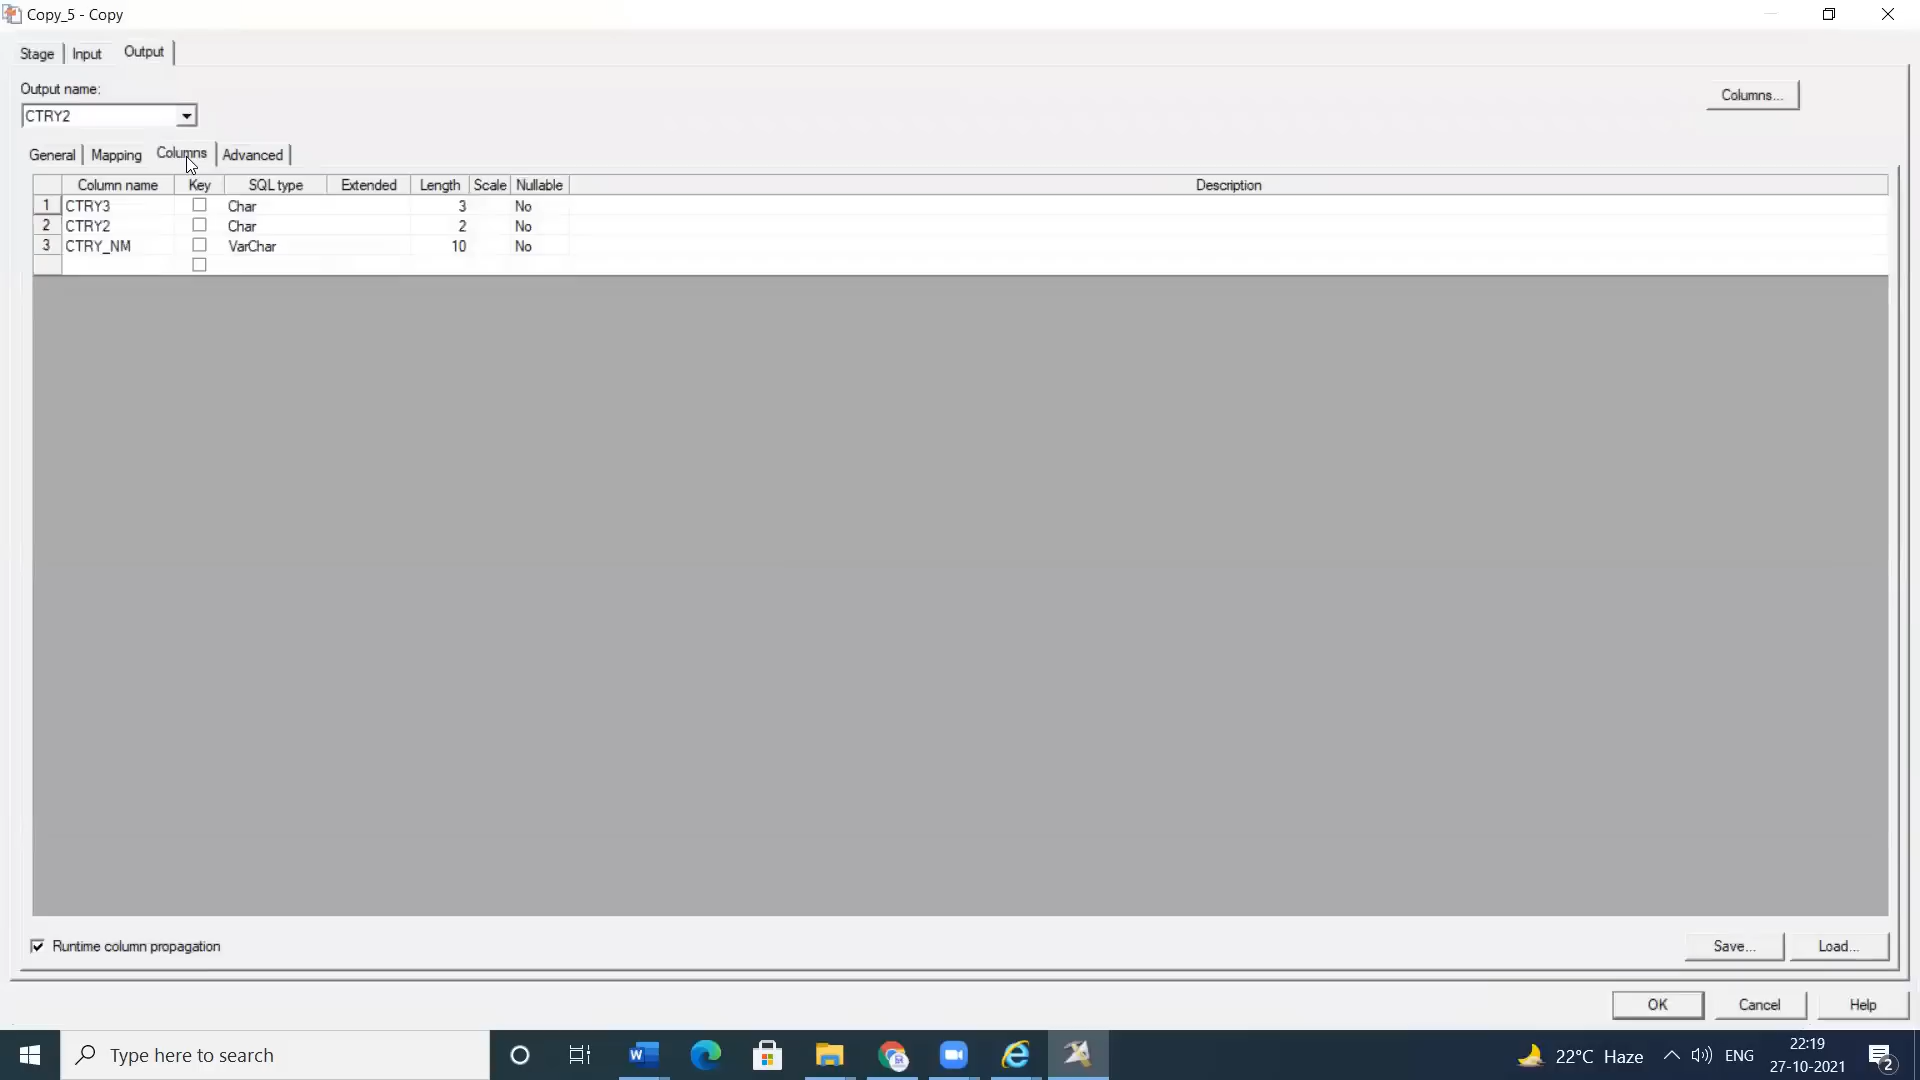 Copy_5 - Copy
Stage Input Output
Output name:
Columns...
CTRY2
General Mapping Columns Advanced
Column name Key SQL type Extended Length Scale Nullable Description
1 CTRY3 Char 3 No
2 CTRY2 Char 2 No
3 CTRY_NM VarChar 10 No
Runtime column propagation Save... Load...
OK Cancel Help
Type here to search
22°C Haze ENG
22:19
27-10-2021
2